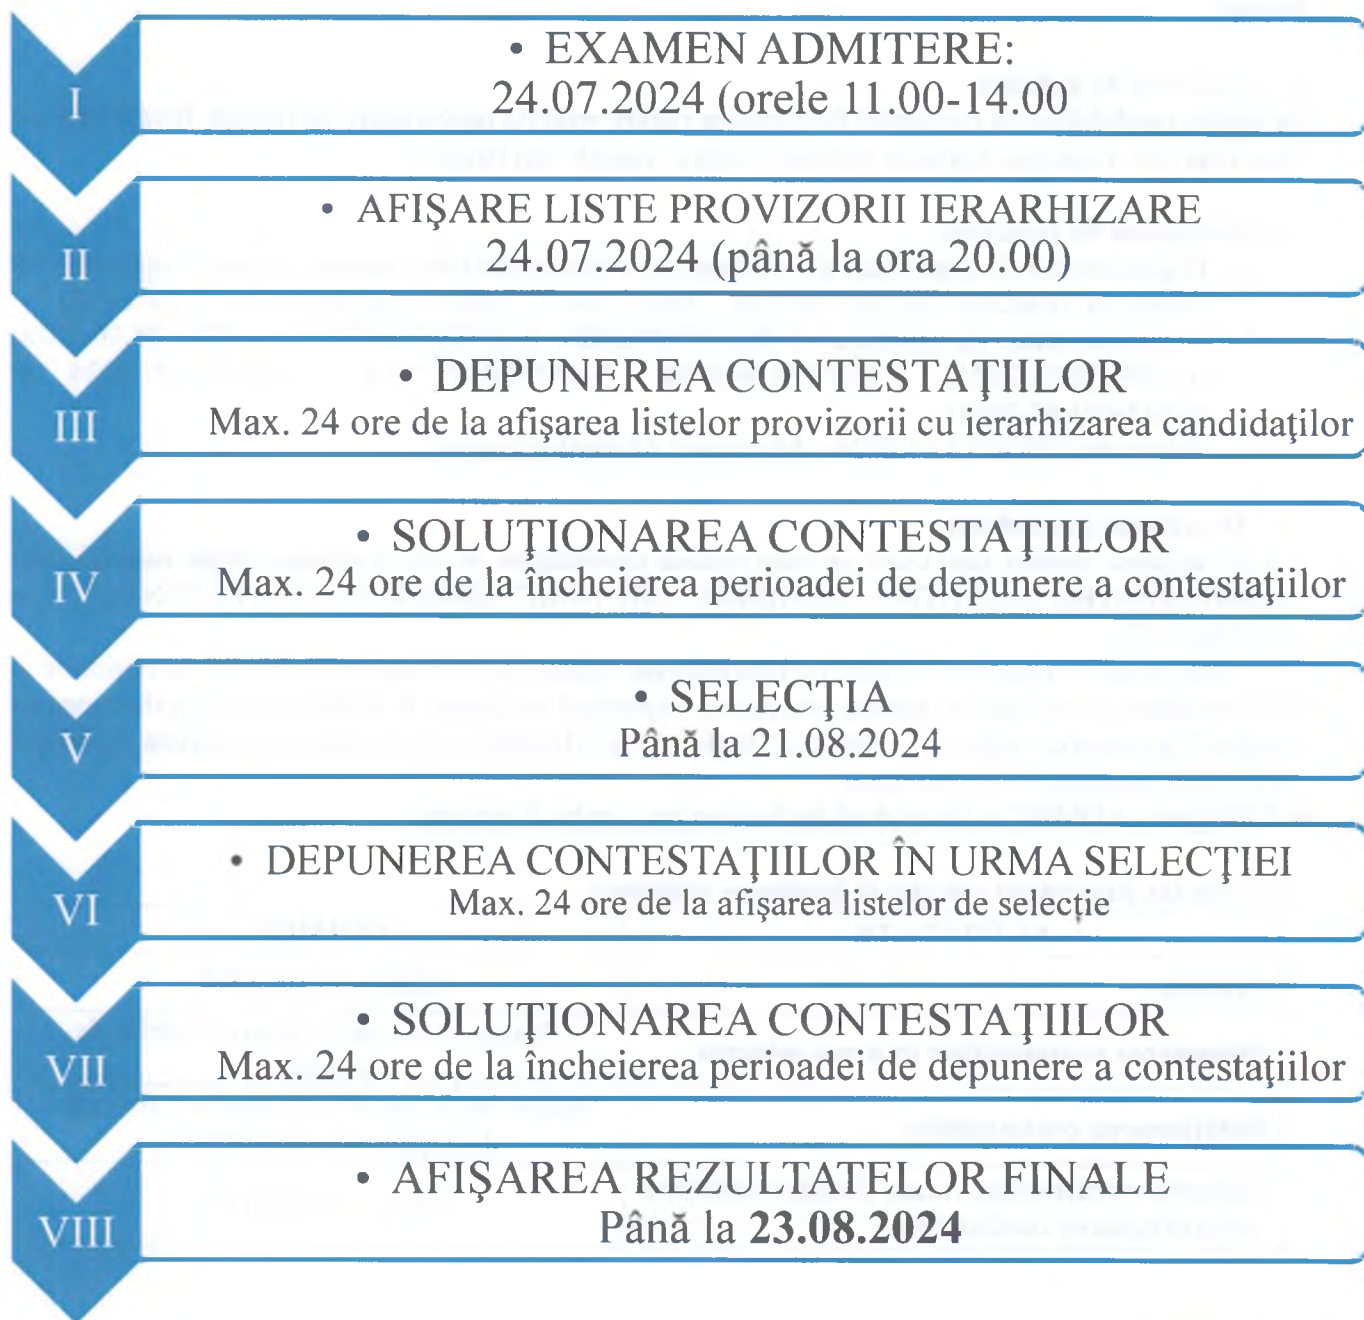 I
• EXAMEN ADMITERE:
24.07.2024 (orele 11.00-14.00
II
• AFIŞARE LISTE PROVIZORII IERARHIZARE
24.07.2024 (până la ora 20.00)
III
• DEPUNEREA CONTESTAŢIILOR
Max. 24 ore de la afişarea listelor provizorii cu ierarhizarea candidaţilor
IV
• SOLUŢIONAREA CONTESTAŢIILOR
Max. 24 ore de la încheierea perioadei de depunere a contestaţiilor
V
• SELECŢIA
Până la 21.08.2024
VI
• DEPUNEREA CONTESTAŢIILOR ÎN URMA SELECŢIEI
Max. 24 ore de la afişarea listelor de selecţie
VII
• SOLUŢIONAREA CONTESTAŢIILOR
Max. 24 ore de la încheierea perioadei de depunere a contestaţiilor
VIII
• AFIŞAREA REZULTATELOR FINALE
Până la 23.08.2024